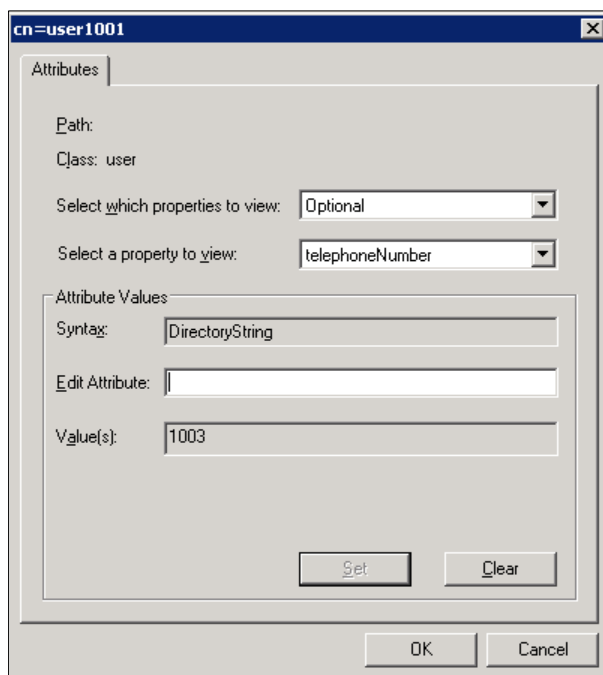 cn=user1001
Attributes
Path:
Class: user
Select which properties to view: Optional
Select a property to view: telephoneNumber
Attribute Values
Syntax: DirectoryString
Edit Attribute:
Value(s): 1003
Set Clear
OK Cancel